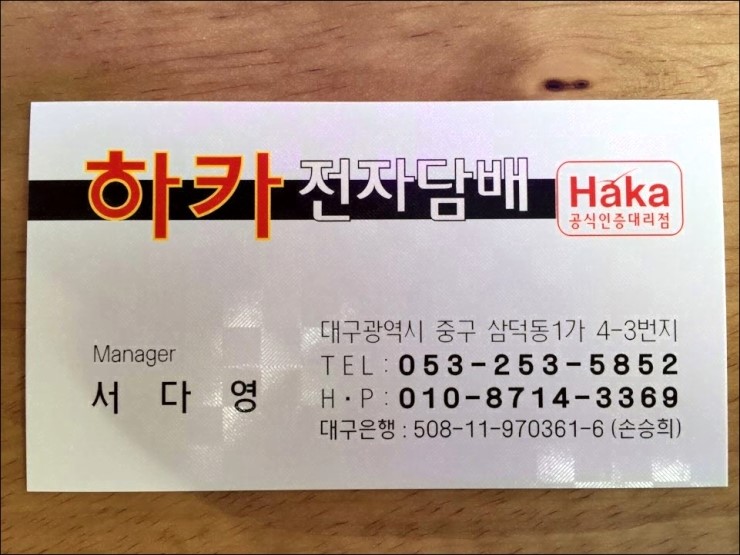 하카 전자담배
Haka
공식인증대리점
Manager
서 다 영
대구광역시 중구 삼덕동1가 4-3번지
TEL : 053-253-5852
H·P : 010-8714-3369
대구은행 : 508-11-970361-6 (손승희)